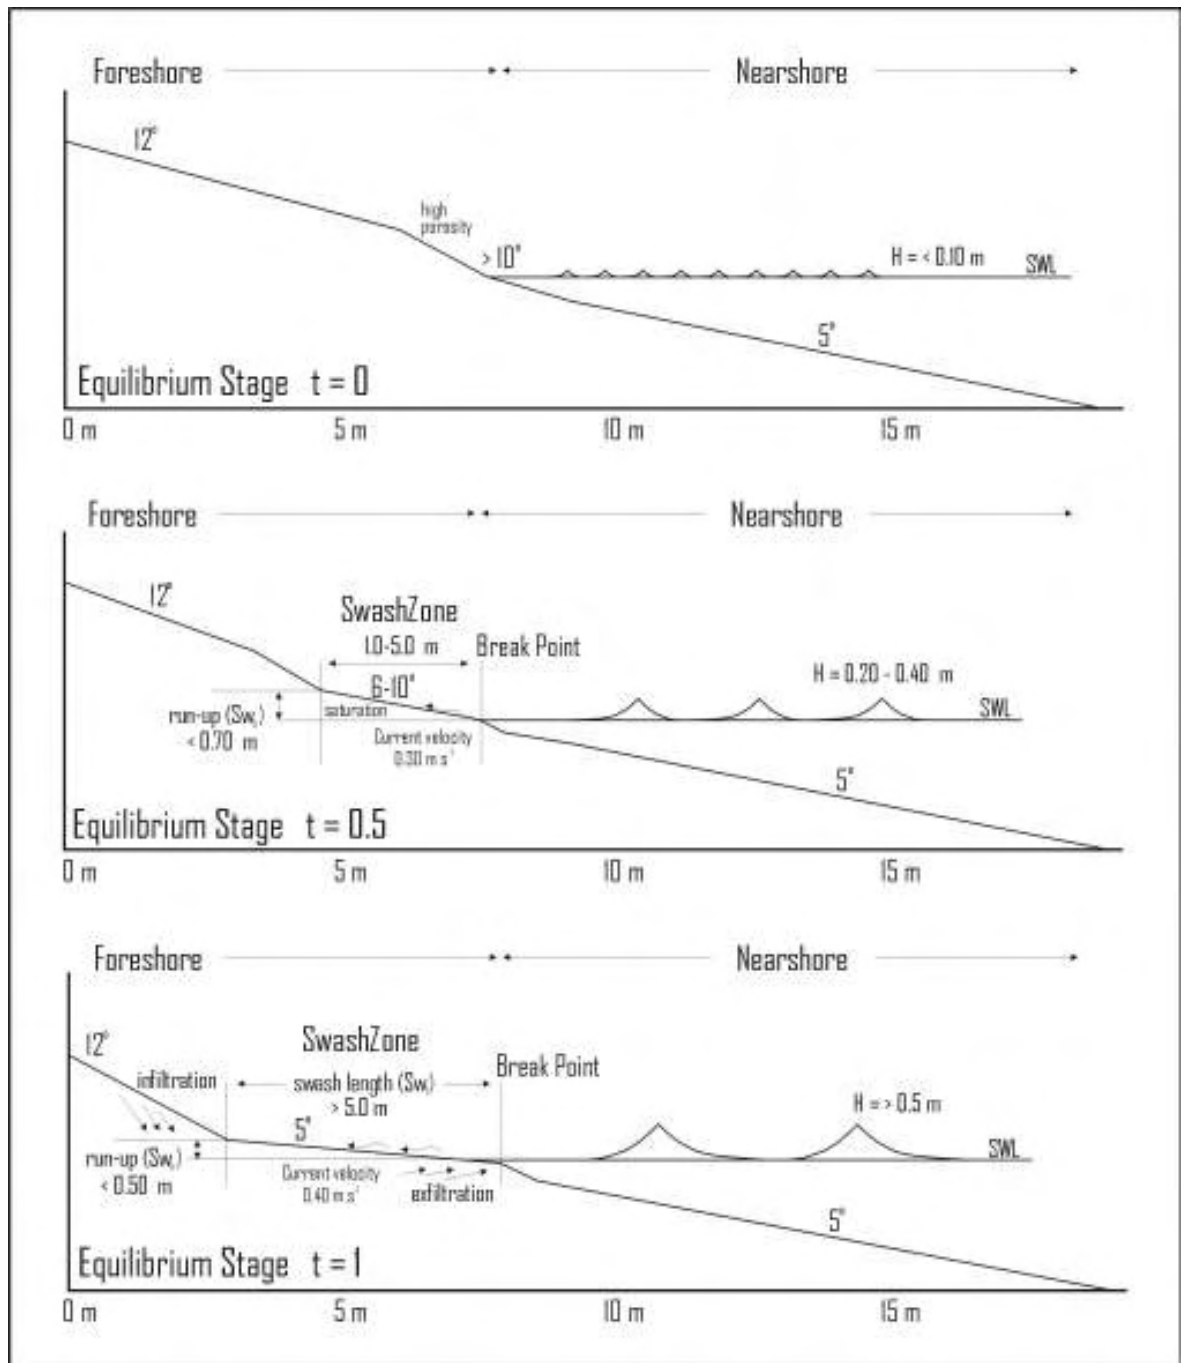 Foreshore
Nearshore
12°
high
porosity
>10°
H = < 0.10 m
SWL
5°
Equilibrium Stage t = 0
0 m
5 m
10 m
15 m
Foreshore
Nearshore
12°
SwashZone
1.0-5.0 m
Break Point
6-10°
H = 0.20 - 0.40 m
SWL
run-up (Sw
)
< 0.70 m
saturation
Current velocity
0.30 m s⁻¹
5°
Equilibrium Stage t = 0.5
0 m
5 m
10 m
15 m
Foreshore
Nearshore
12°
SwashZone
Break Point
infiltration
swash length (Sw
)
> 5.0 m
H = > 0.5 m
5°
SWL
run-up (Sw
)
< 0.50 m
Current velocity
0.40 m s⁻¹
exfiltration
5°
Equilibrium Stage t = 1
0 m
5 m
10 m
15 m